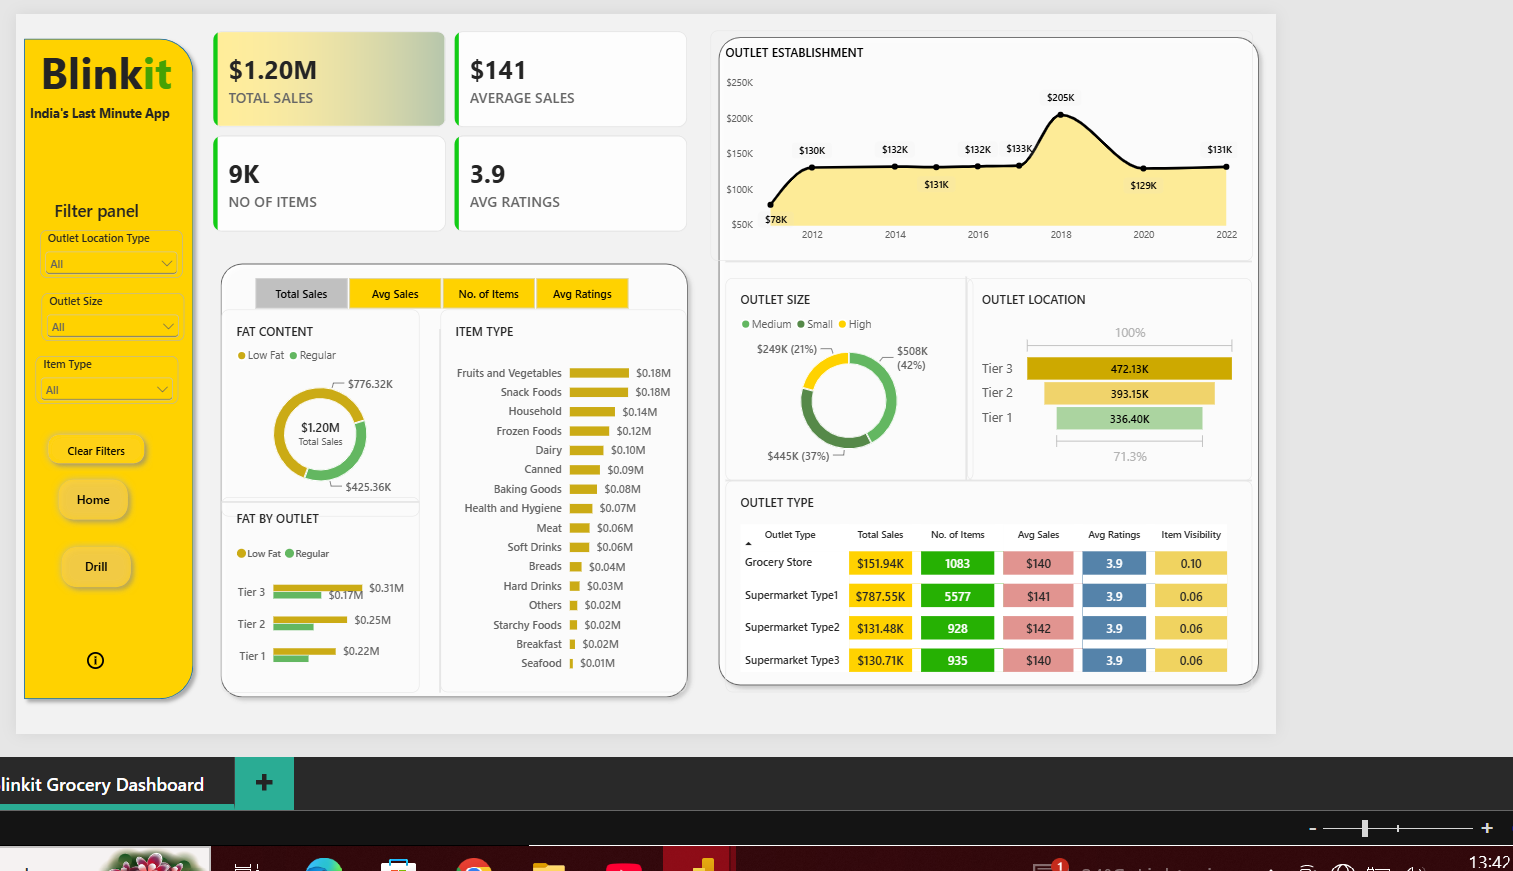 Blinkit
India's Last Minute App
Filter panel
Outlet Location Type
All
Outlet Size
All
Item Type
All
Clear Filters
Home
Drill
$1.20M
TOTAL SALES
$141
AVERAGE SALES
9K
NO OF ITEMS
3.9
AVG RATINGS
Total Sales
Avg Sales
No. of Items
Avg Ratings
FAT CONTENT
Low Fat Regular
$776.32K
$1.20M
Total Sales
$425.36K
FAT BY OUTLET
Low Fat Regular
Tier 3 $0.31M
$0.17M
Tier 2 $0.25M
Tier 1 $0.22M
ITEM TYPE
Fruits and Vegetables $0.18M
Snack Foods $0.18M
Household $0.14M
Frozen Foods $0.12M
Dairy $0.10M
Canned $0.09M
Baking Goods $0.08M
Health and Hygiene $0.07M
Meat $0.06M
Soft Drinks $0.06M
Breads $0.04M
Hard Drinks $0.03M
Others $0.02M
Starchy Foods $0.02M
Breakfast $0.02M
Seafood $0.01M
OUTLET ESTABLISHMENT
$250K
$200K
$150K
$100K
$50K
$78K
$130K
$132K
$131K
$132K
$133K
$205K
$129K
$131K
2012 2014 2016 2018 2020 2022
OUTLET SIZE
Medium Small High
$249K (21%)
$508K
(42%)
$445K (37%)
OUTLET LOCATION
100%
Tier 3 472.13K
Tier 2 393.15K
Tier 1 336.40K
71.3%
OUTLET TYPE
Outlet Type Total Sales No. of Items Avg Sales Avg Ratings Item Visibility
Grocery Store $151.94K 1083 $140 3.9 0.10
Supermarket Type1 $787.55K 5577 $141 3.9 0.06
Supermarket Type2 $131.48K 928 $142 3.9 0.06
Supermarket Type3 $130.71K 935 $140 3.9 0.06
linkit Grocery Dashboard
1
13:42